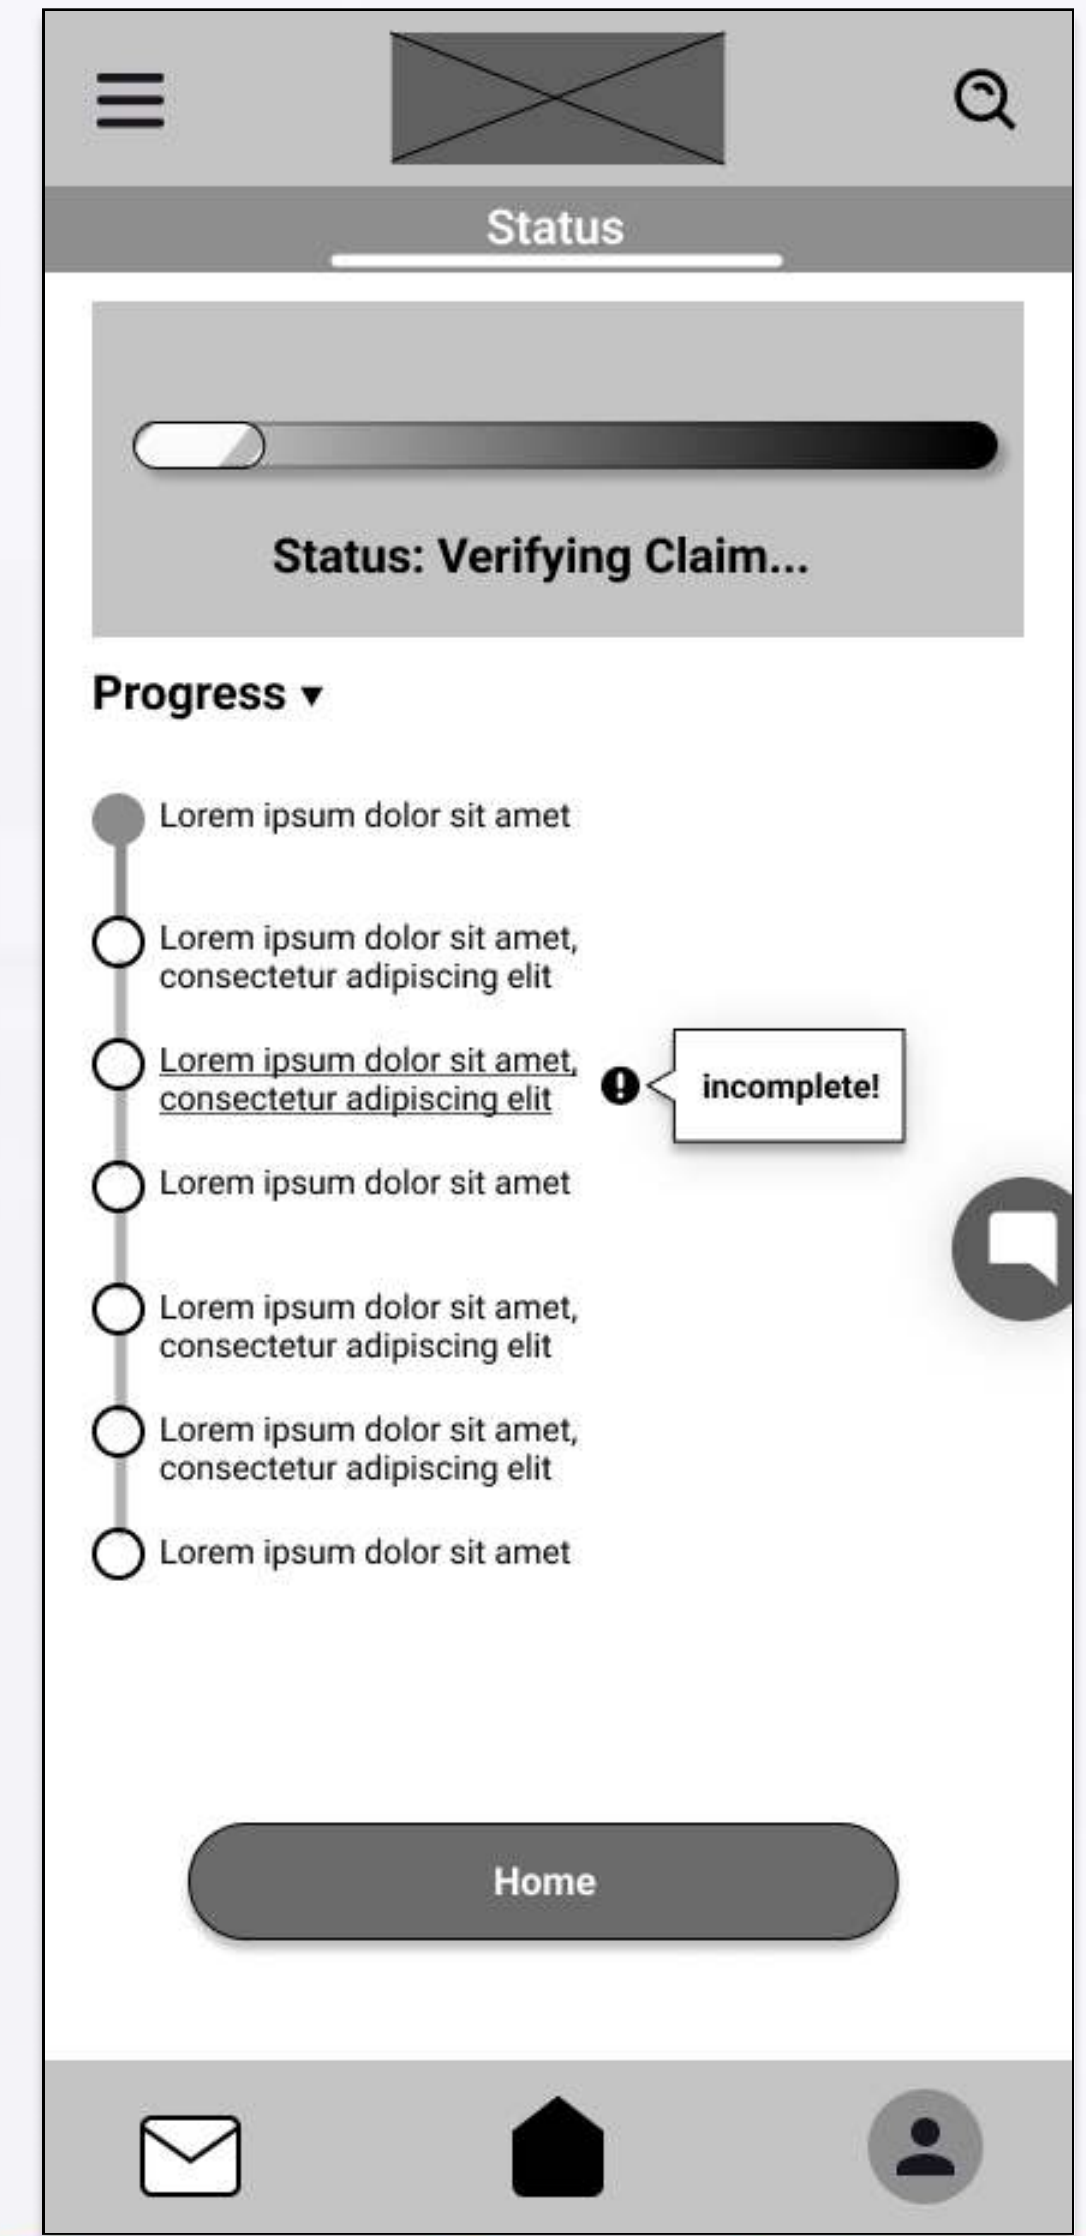 Status
Status: Verifying Claim...
Progress ▼
Lorem ipsum dolor sit amet
Lorem ipsum dolor sit amet,
consectetur adipiscing elit
Lorem ipsum dolor sit amet,
consectetur adipiscing elit
incomplete!
Lorem ipsum dolor sit amet
Lorem ipsum dolor sit amet,
consectetur adipiscing elit
Lorem ipsum dolor sit amet,
consectetur adipiscing elit
Lorem ipsum dolor sit amet
Home